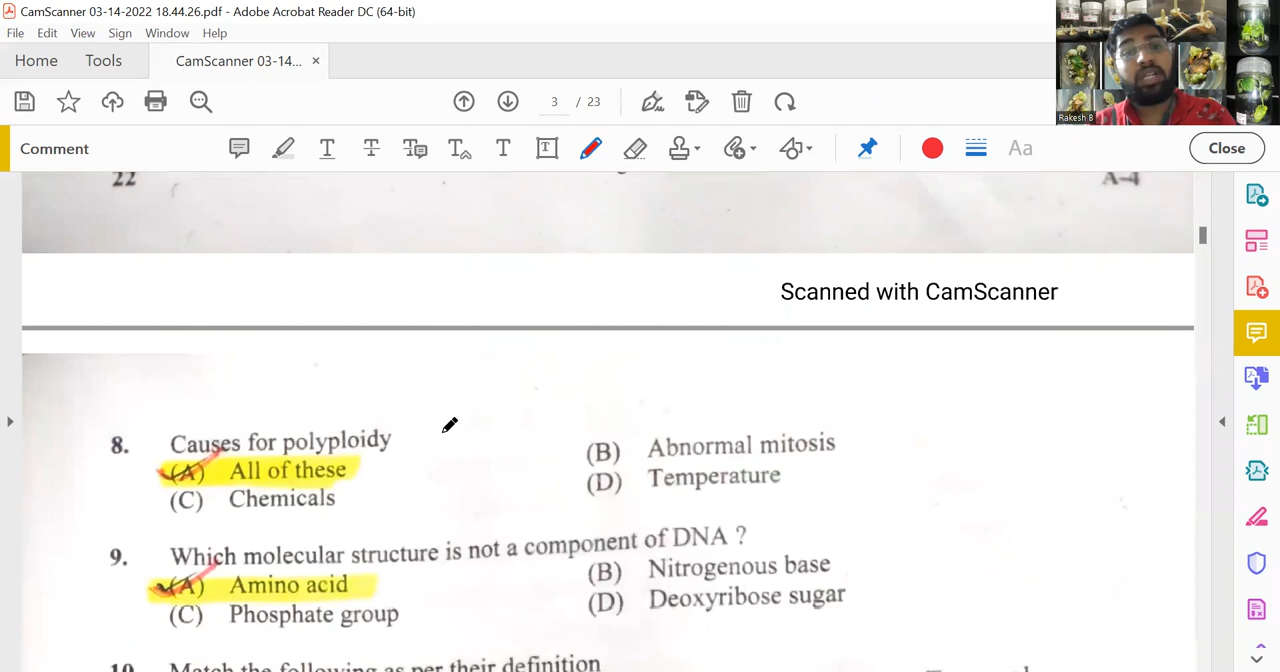 CamScanner 03-14-2022 18.44.26.pdf - Adobe Acrobat Reader DC (64-bit)
File Edit View Sign Window Help
Home Tools CamScanner 03-14... ×
3 / 23
Rakesh B
Comment
Aa
Close
22
A-4
Scanned with CamScanner
8. Causes for polyploidy
(A) All of these (B) Abnormal mitosis
(C) Chemicals (D) Temperature
9. Which molecular structure is not a component of DNA ?
(A) Amino acid (B) Nitrogenous base
(C) Phosphate group (D) Deoxyribose sugar
10. Match the following as per their definition